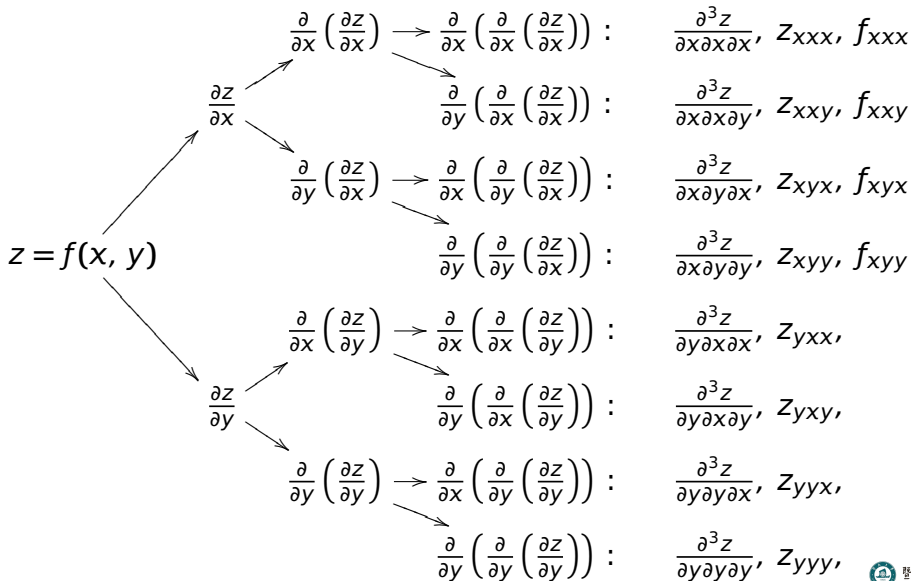 ∂/∂x (∂z/∂x) → ∂/∂x (∂/∂x (∂z/∂x)) : ∂³z/∂x∂x∂x, z_xxx, f_xxx
∂z/∂x
∂/∂y (∂/∂x (∂z/∂x)) : ∂³z/∂x∂x∂y, z_xxy, f_xxy
∂/∂y (∂z/∂x) → ∂/∂x (∂/∂y (∂z/∂x)) : ∂³z/∂x∂y∂x, z_xyx, f_xyx
z = f(x, y)
∂/∂y (∂/∂y (∂z/∂x)) : ∂³z/∂x∂y∂y, z_xyy, f_xyy
∂/∂x (∂z/∂y) → ∂/∂x (∂/∂x (∂z/∂y)) : ∂³z/∂y∂x∂x, z_yxx,
∂z/∂y
∂/∂y (∂/∂x (∂z/∂y)) : ∂³z/∂y∂x∂y, z_yxy,
∂/∂y (∂z/∂y) → ∂/∂x (∂/∂y (∂z/∂y)) : ∂³z/∂y∂y∂x, z_yyx,
∂/∂y (∂/∂y (∂z/∂y)) : ∂³z/∂y∂y∂y, z_yyy,